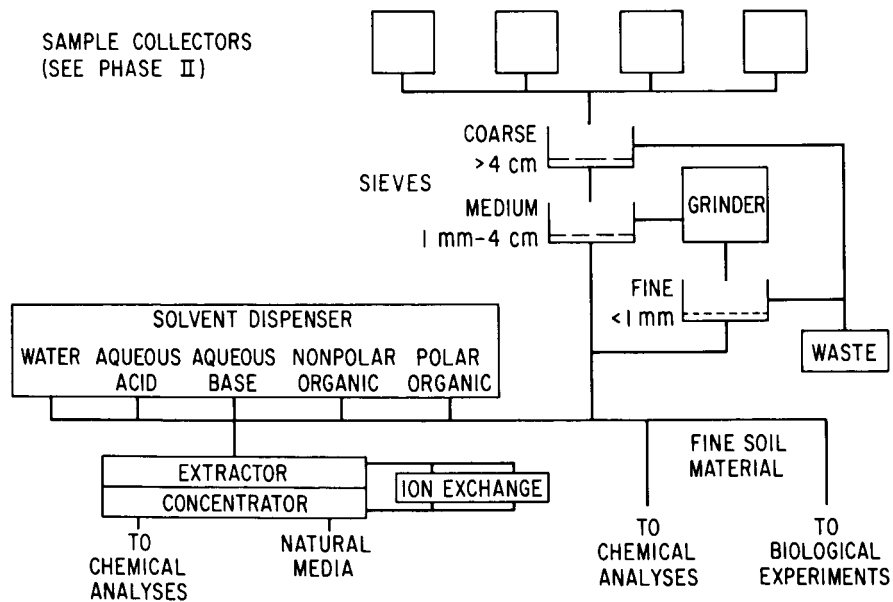 SAMPLE COLLECTORS
(SEE PHASE II)
COARSE
>4 cm
SIEVES
MEDIUM
1 mm-4 cm
GRINDER
FINE
<1 mm
WASTE
SOLVENT DISPENSER
WATER
AQUEOUS
ACID
AQUEOUS
BASE
NONPOLAR
ORGANIC
POLAR
ORGANIC
FINE SOIL
MATERIAL
EXTRACTOR
CONCENTRATOR
ION EXCHANGE
TO
CHEMICAL
ANALYSES
NATURAL
MEDIA
TO
CHEMICAL
ANALYSES
TO
BIOLOGICAL
EXPERIMENTS